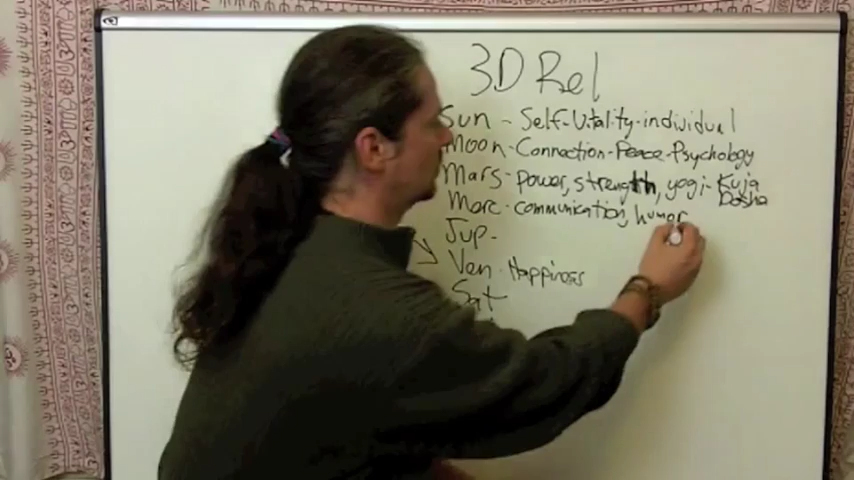 3D Rel
Sun - Self-Vitality-individual
Moon-Connection-Peace-Psychology
Mars-power, strength, yogi-Kuja
Dosha
Merc-communication, humor
Jup-
Ven-Happiness
Sat